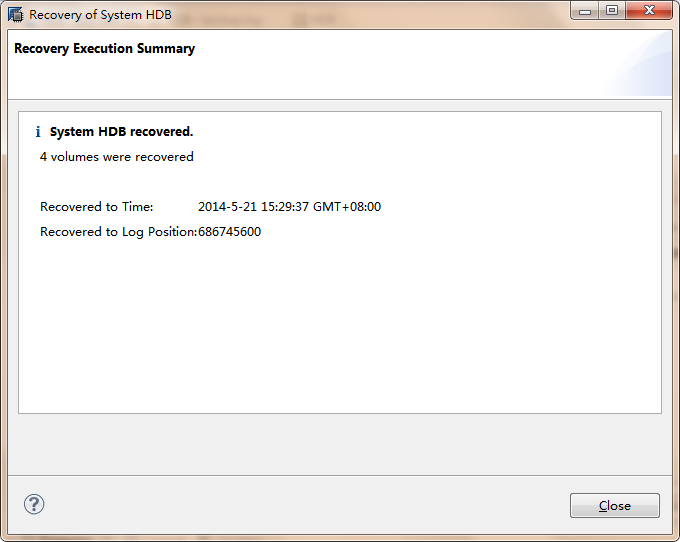 Recovery of System HDB
Recovery Execution Summary
System HDB recovered.
4 volumes were recovered
Recovered to Time: 2014-5-21 15:29:37 GMT+08:00
Recovered to Log Position:686745600
Close